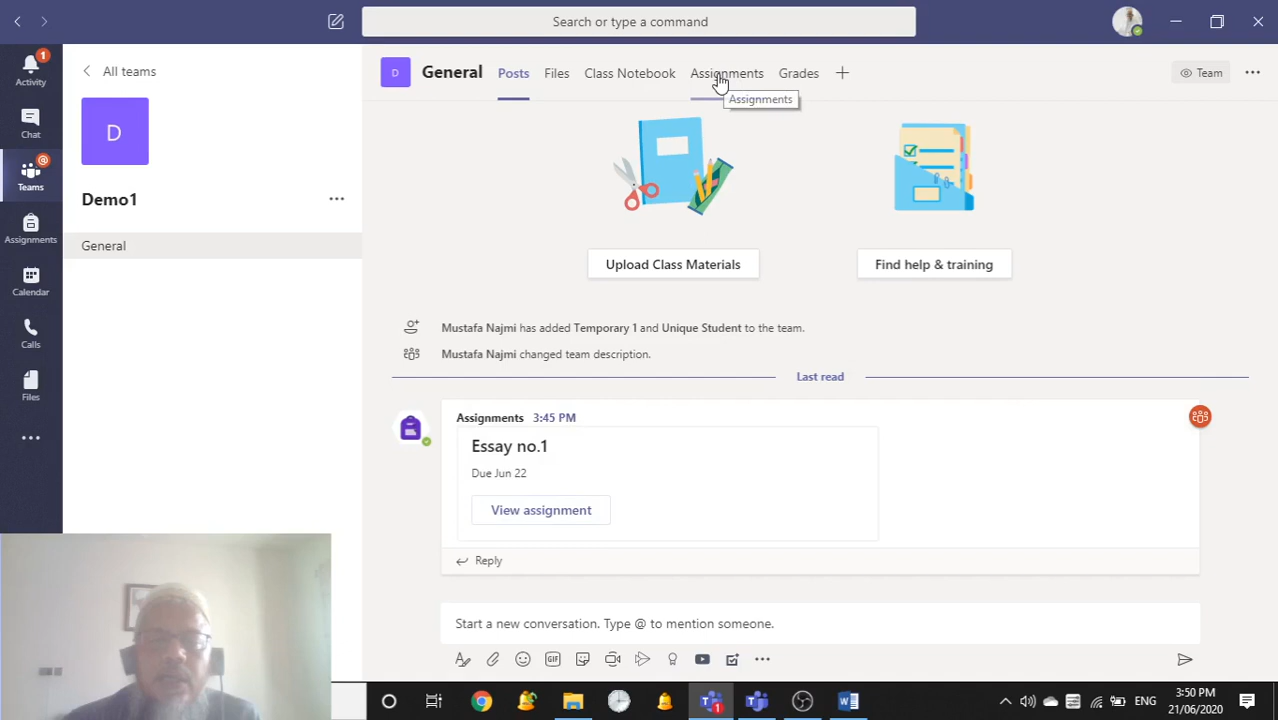 Search or type a command
1
Activity
Chat
@
Teams
Assignments
Calendar
Calls
Files
All teams
D
Demo1
General
D
General
Posts
Files
Class Notebook
Assignments
Grades
Team
Assignments
Upload Class Materials
Find help & training
Mustafa Najmi has added Temporary 1 and Unique Student to the team.
Mustafa Najmi changed team description.
Last read
Assignments 3:45 PM
Essay no.1
Due Jun 22
View assignment
Reply
Start a new conversation. Type @ to mention someone.
GIF
1
W
ENG
3:50 PM
21/06/2020